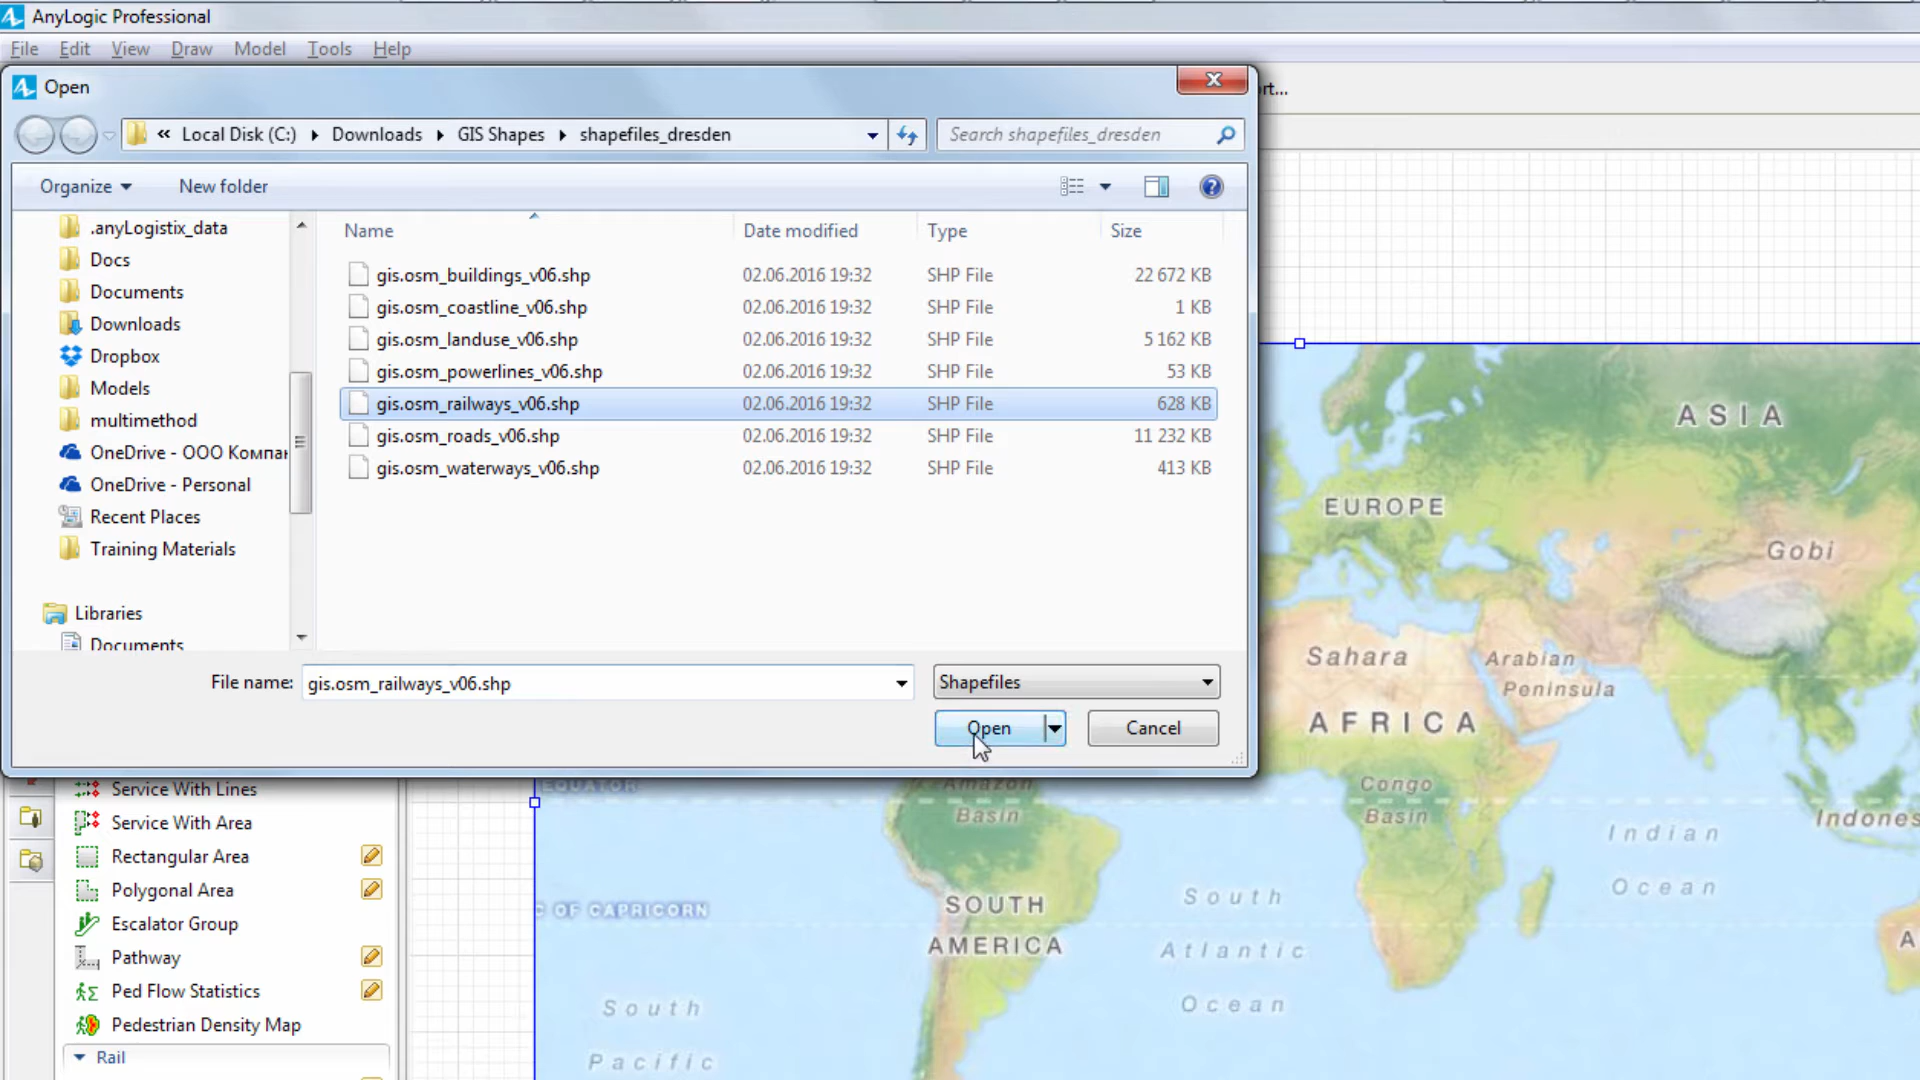 AnyLogic Professional
File Edit View Draw Model Tools Help
Open
rt...
« Local Disk (C:) Downloads GIS Shapes shapefiles_dresden Search shapefiles_dresden
Organize New folder
Name Date modified Type Size
.anyLogistix_data
Docs
Documents
Downloads
Dropbox
Models
multimethod
OneDrive - ООО Компан
OneDrive - Personal
Recent Places
Training Materials
Libraries
Documents
gis.osm_buildings_v06.shp 02.06.2016 19:32 SHP File 22 672 KB
gis.osm_coastline_v06.shp 02.06.2016 19:32 SHP File 1 KB
gis.osm_landuse_v06.shp 02.06.2016 19:32 SHP File 5 162 KB
gis.osm_powerlines_v06.shp 02.06.2016 19:32 SHP File 53 KB
gis.osm_railways_v06.shp 02.06.2016 19:32 SHP File 628 KB
gis.osm_roads_v06.shp 02.06.2016 19:32 SHP File 11 232 KB
gis.osm_waterways_v06.shp 02.06.2016 19:32 SHP File 413 KB
File name: gis.osm_railways_v06.shp Shapefiles
Open Cancel
Service With Lines
Service With Area
Rectangular Area
Polygonal Area
Escalator Group
Pathway
Ped Flow Statistics
Pedestrian Density Map
Rail
ASIA
EUROPE
Gobi
Sahara
Arabian
Peninsula
AFRICA
EQUATOR
Amazon
Basin
Congo
Basin
Indones
Indian
Ocean
C OF CAPRICORN
SOUTH
AMERICA
South
Atlantic
Ocean
A
South
Pacific